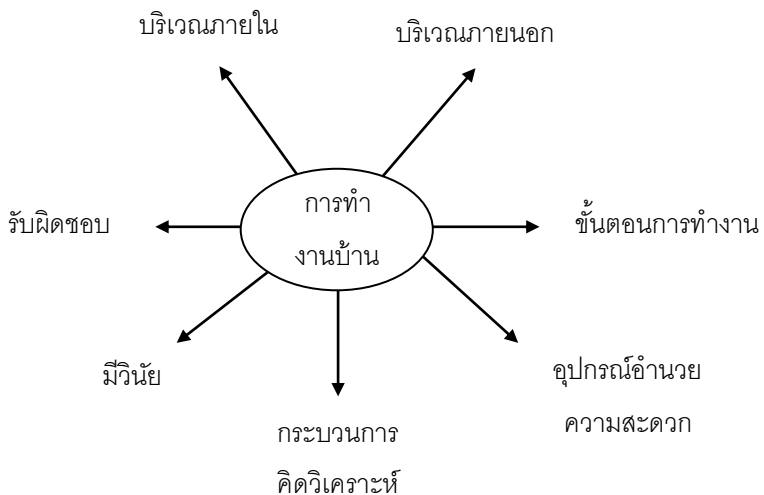 บริเวณภายใน
บริเวณภายนอก
การทำ
งานบ้าน
รับผิดชอบ
ขั้นตอนการทำงาน
มีวินัย
อุปกรณ์อำนวย
ความสะดวก
กระบวนการ
คิดวิเคราะห์